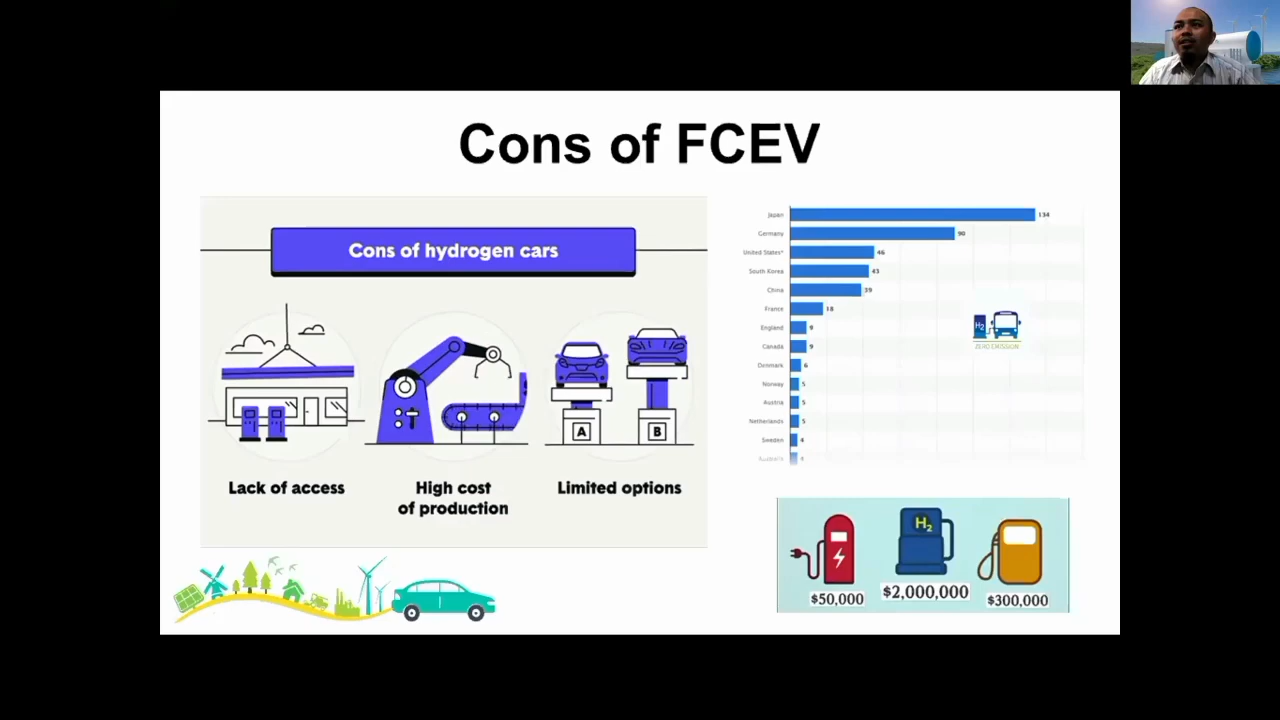 Cons of FCEV
Cons of hydrogen cars
Lack of access
High cost
of production
A
B
Limited options
Japan 134
Germany 90
United States* 46
South Korea 43
China 39
France 18
England 9
Canada 9
Denmark 6
Norway 5
Austria 5
Netherlands 5
Sweden 4
H2
ZERO EMISSION
H2
$50,000
$2,000,000
$300,000